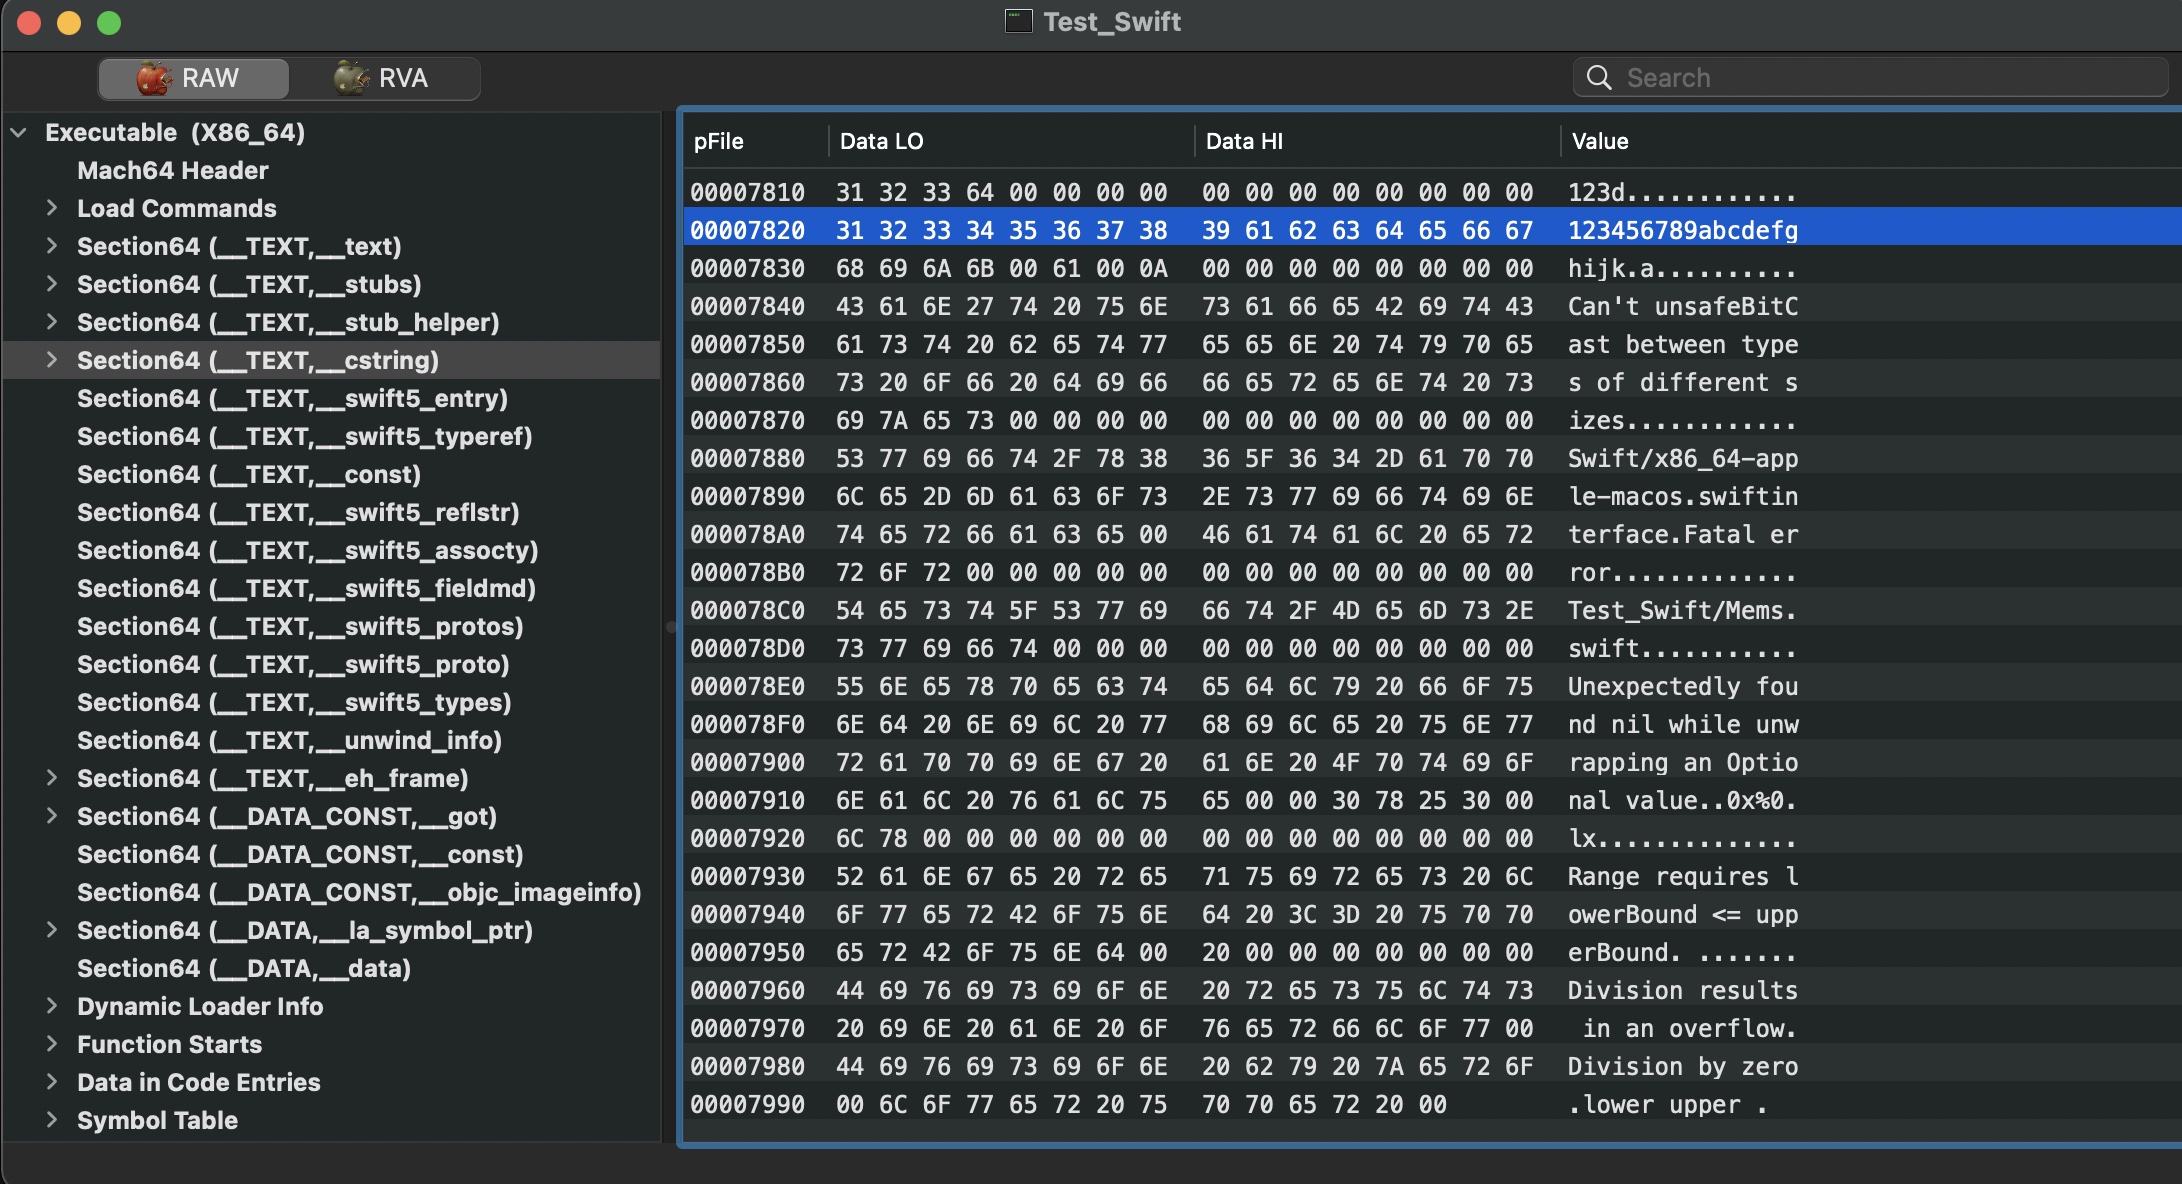 Test_Swift
RAW
RVA
Search
Executable (X86_64)
Mach64 Header
Load Commands
Section64 (__TEXT,__text)
Section64 (__TEXT,__stubs)
Section64 (__TEXT,__stub_helper)
Section64 (__TEXT,__cstring)
Section64 (__TEXT,__swift5_entry)
Section64 (__TEXT,__swift5_typeref)
Section64 (__TEXT,__const)
Section64 (__TEXT,__swift5_reflstr)
Section64 (__TEXT,__swift5_assocty)
Section64 (__TEXT,__swift5_fieldmd)
Section64 (__TEXT,__swift5_protos)
Section64 (__TEXT,__swift5_proto)
Section64 (__TEXT,__swift5_types)
Section64 (__TEXT,__unwind_info)
Section64 (__TEXT,__eh_frame)
Section64 (__DATA_CONST,__got)
Section64 (__DATA_CONST,__const)
Section64 (__DATA_CONST,__objc_imageinfo)
Section64 (__DATA,__la_symbol_ptr)
Section64 (__DATA,__data)
Dynamic Loader Info
Function Starts
Data in Code Entries
Symbol Table
pFile Data LO Data HI Value
00007810 31 32 33 64 00 00 00 00 00 00 00 00 00 00 00 00 123d............
00007820 31 32 33 34 35 36 37 38 39 61 62 63 64 65 66 67 123456789abcdefg
00007830 68 69 6A 6B 00 61 00 0A 00 00 00 00 00 00 00 00 hijk.a..........
00007840 43 61 6E 27 74 20 75 6E 73 61 66 65 42 69 74 43 Can't unsafeBitC
00007850 61 73 74 20 62 65 74 77 65 65 6E 20 74 79 70 65 ast between type
00007860 73 20 6F 66 20 64 69 66 66 65 72 65 6E 74 20 73 s of different s
00007870 69 7A 65 73 00 00 00 00 00 00 00 00 00 00 00 00 izes............
00007880 53 77 69 66 74 2F 78 38 36 5F 36 34 2D 61 70 70 Swift/x86_64-app
00007890 6C 65 2D 6D 61 63 6F 73 2E 73 77 69 66 74 69 6E le-macos.swiftin
000078A0 74 65 72 66 61 63 65 00 46 61 74 61 6C 20 65 72 terface.Fatal er
000078B0 72 6F 72 00 00 00 00 00 00 00 00 00 00 00 00 00 ror.............
000078C0 54 65 73 74 5F 53 77 69 66 74 2F 4D 65 6D 73 2E Test_Swift/Mems.
000078D0 73 77 69 66 74 00 00 00 00 00 00 00 00 00 00 00 swift...........
000078E0 55 6E 65 78 70 65 63 74 65 64 6C 79 20 66 6F 75 Unexpectedly fou
000078F0 6E 64 20 6E 69 6C 20 77 68 69 6C 65 20 75 6E 77 nd nil while unw
00007900 72 61 70 70 69 6E 67 20 61 6E 20 4F 70 74 69 6F rapping an Optio
00007910 6E 61 6C 20 76 61 6C 75 65 00 00 30 78 25 30 00 nal value..0x%0.
00007920 6C 78 00 00 00 00 00 00 00 00 00 00 00 00 00 00 lx..............
00007930 52 61 6E 67 65 20 72 65 71 75 69 72 65 73 20 6C Range requires l
00007940 6F 77 65 72 42 6F 75 6E 64 20 3C 3D 20 75 70 70 owerBound <= upp
00007950 65 72 42 6F 75 6E 64 00 20 00 00 00 00 00 00 00 erBound. .......
00007960 44 69 76 69 73 69 6F 6E 20 72 65 73 75 6C 74 73 Division results
00007970 20 69 6E 20 61 6E 20 6F 76 65 72 66 6C 6F 77 00 in an overflow.
00007980 44 69 76 69 73 69 6F 6E 20 62 79 20 7A 65 72 6F Division by zero
00007990 00 6C 6F 77 65 72 20 75 70 70 65 72 20 00 .lower upper .